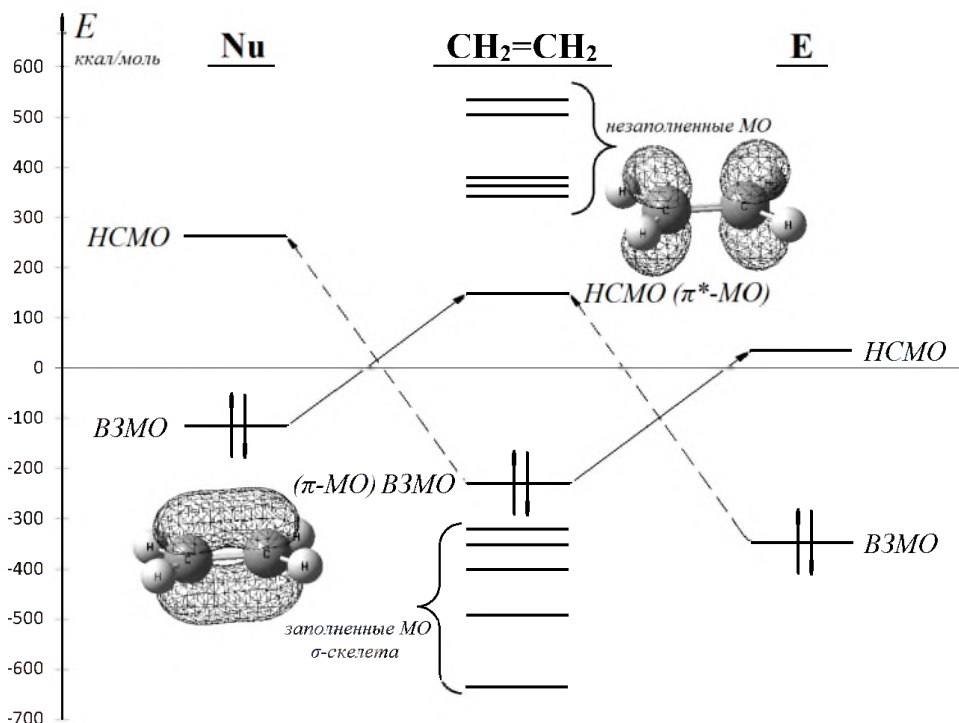 E
ккал/моль
Nu
CH₂=CH₂
E
600
500
400
300
200
100
0
-100
-200
-300
-400
-500
-600
-700
незаполненные МО
НСМО
НСМО (π*-МО)
НСМО
ВЗМО
(π-МО) ВЗМО
ВЗМО
заполненные МО
σ-скелета
H
H
C
C
H
H
H
C
C
H
H